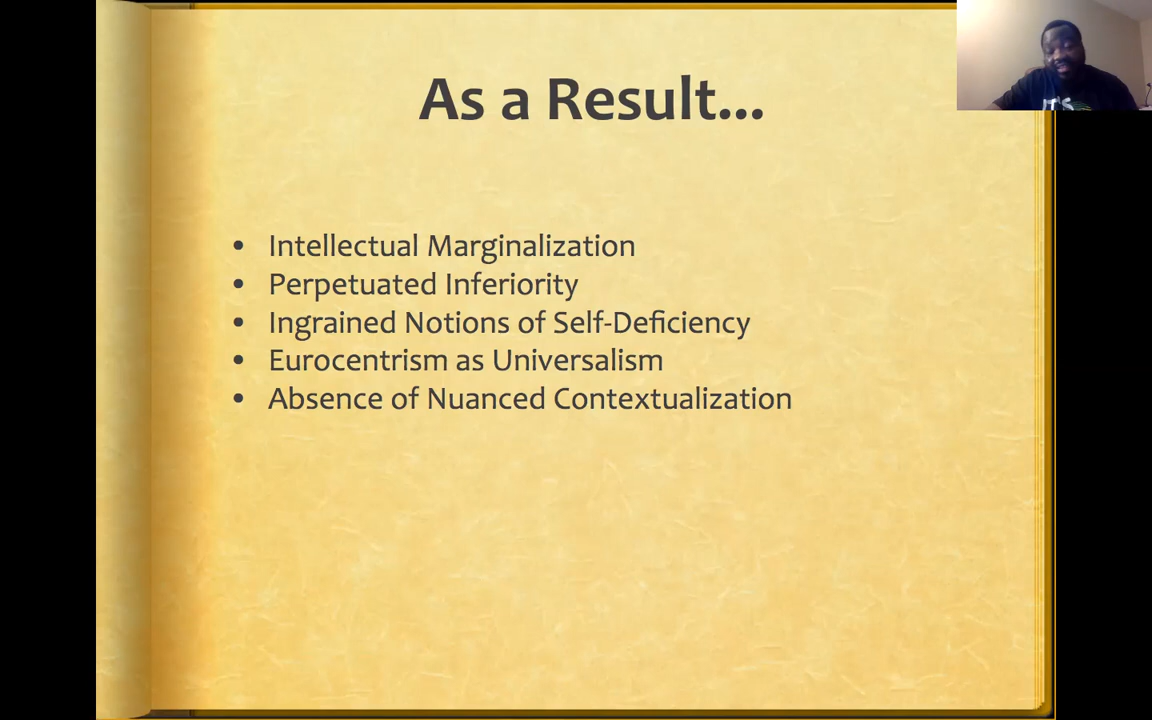 As a Result...
• Intellectual Marginalization
• Perpetuated Inferiority
• Ingrained Notions of Self-Deficiency
• Eurocentrism as Universalism
• Absence of Nuanced Contextualization